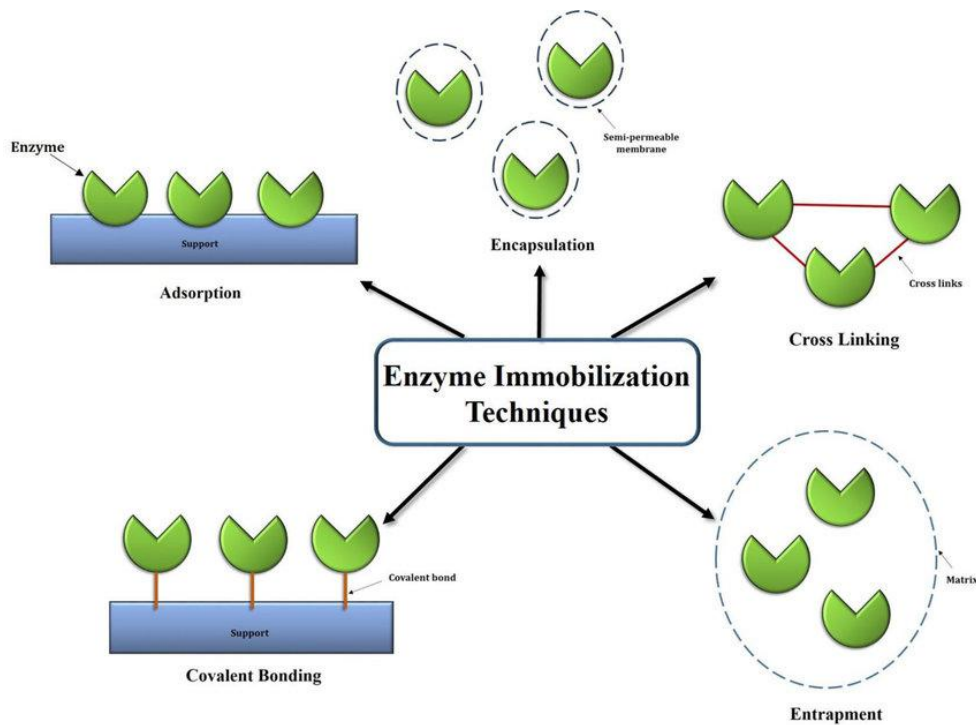 Semi-permeable
membrane
Enzyme
Support
Adsorption
Encapsulation
Cross links
Cross Linking
Enzyme Immobilization
Techniques
Covalent bond
Support
Covalent Bonding
Matrix
Entrapment